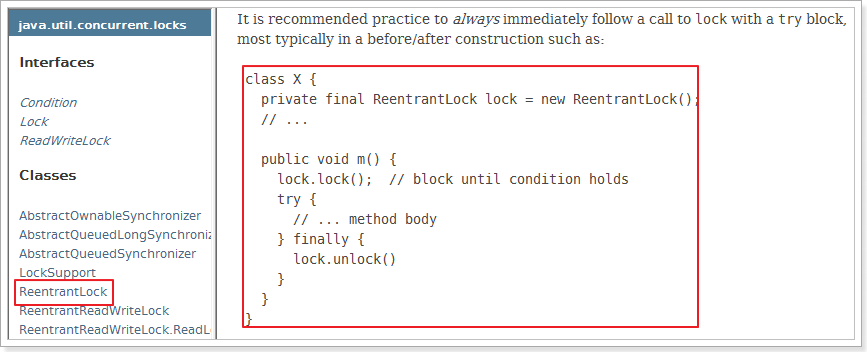 java.util.concurrent.locks
Interfaces
Condition
Lock
ReadWriteLock
Classes
AbstractOwnableSynchronizer
AbstractQueuedLongSynchroniz
AbstractQueuedSynchronizer
LockSupport
ReentrantLock
ReentrantReadWriteLock
ReentrantReadWriteLock.ReadL
It is recommended practice to always immediately follow a call to lock with a try block,
most typically in a before/after construction such as:
class X {
  private final ReentrantLock lock = new ReentrantLock();
  // ...
  public void m() {
    lock.lock();  // block until condition holds
    try {
      // ... method body
    } finally {
      lock.unlock()
    }
  }
}